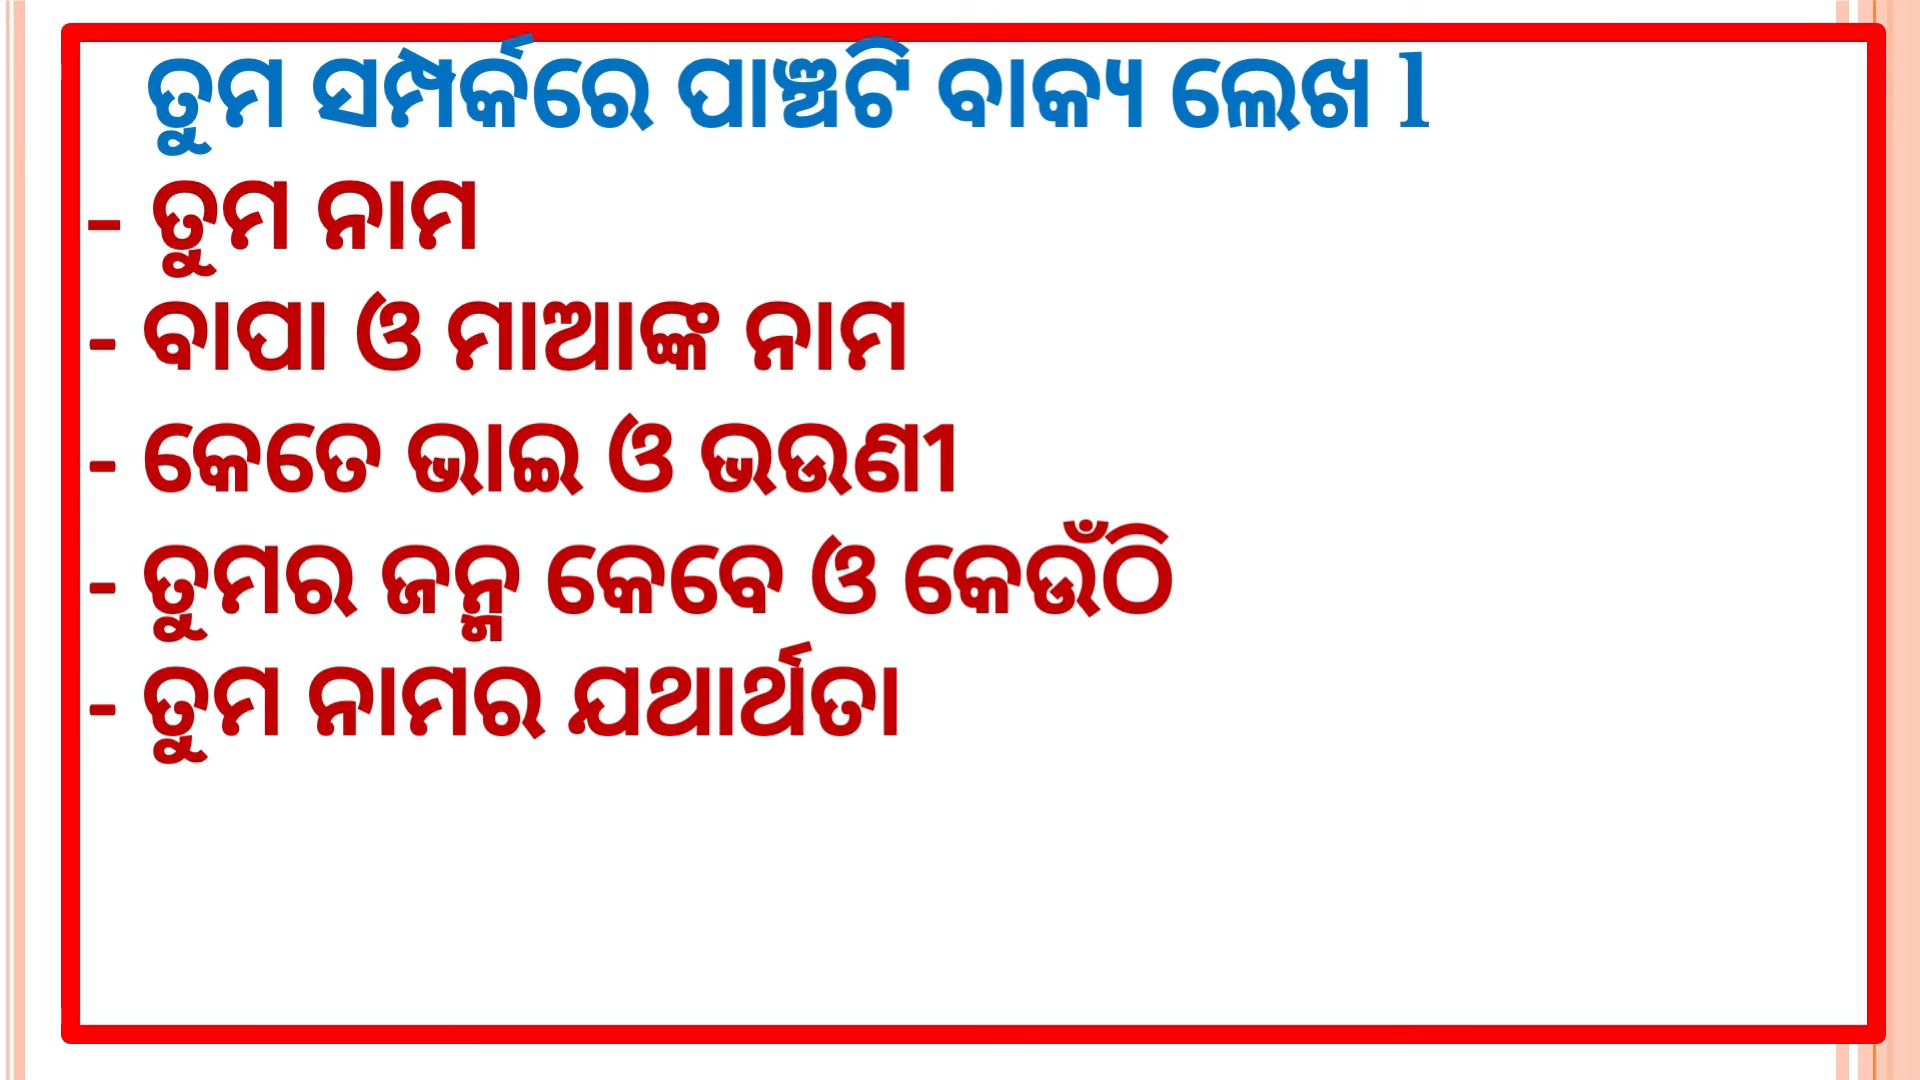 ତୁମ ସମ୍ପର୍କରେ ପାଞ୍ଚଟି ବାକ୍ୟ ଲେଖ l
– ତୁମ ନାମ
- ବାପା ଓ ମାଆଙ୍କ ନାମ
- କେତେ ଭାଇ ଓ ଭଉଣୀ
- ତୁମର ଜନ୍ମ କେବେ ଓ କେଉଁଠି
- ତୁମ ନାମର ଯଥାର୍ଥତା